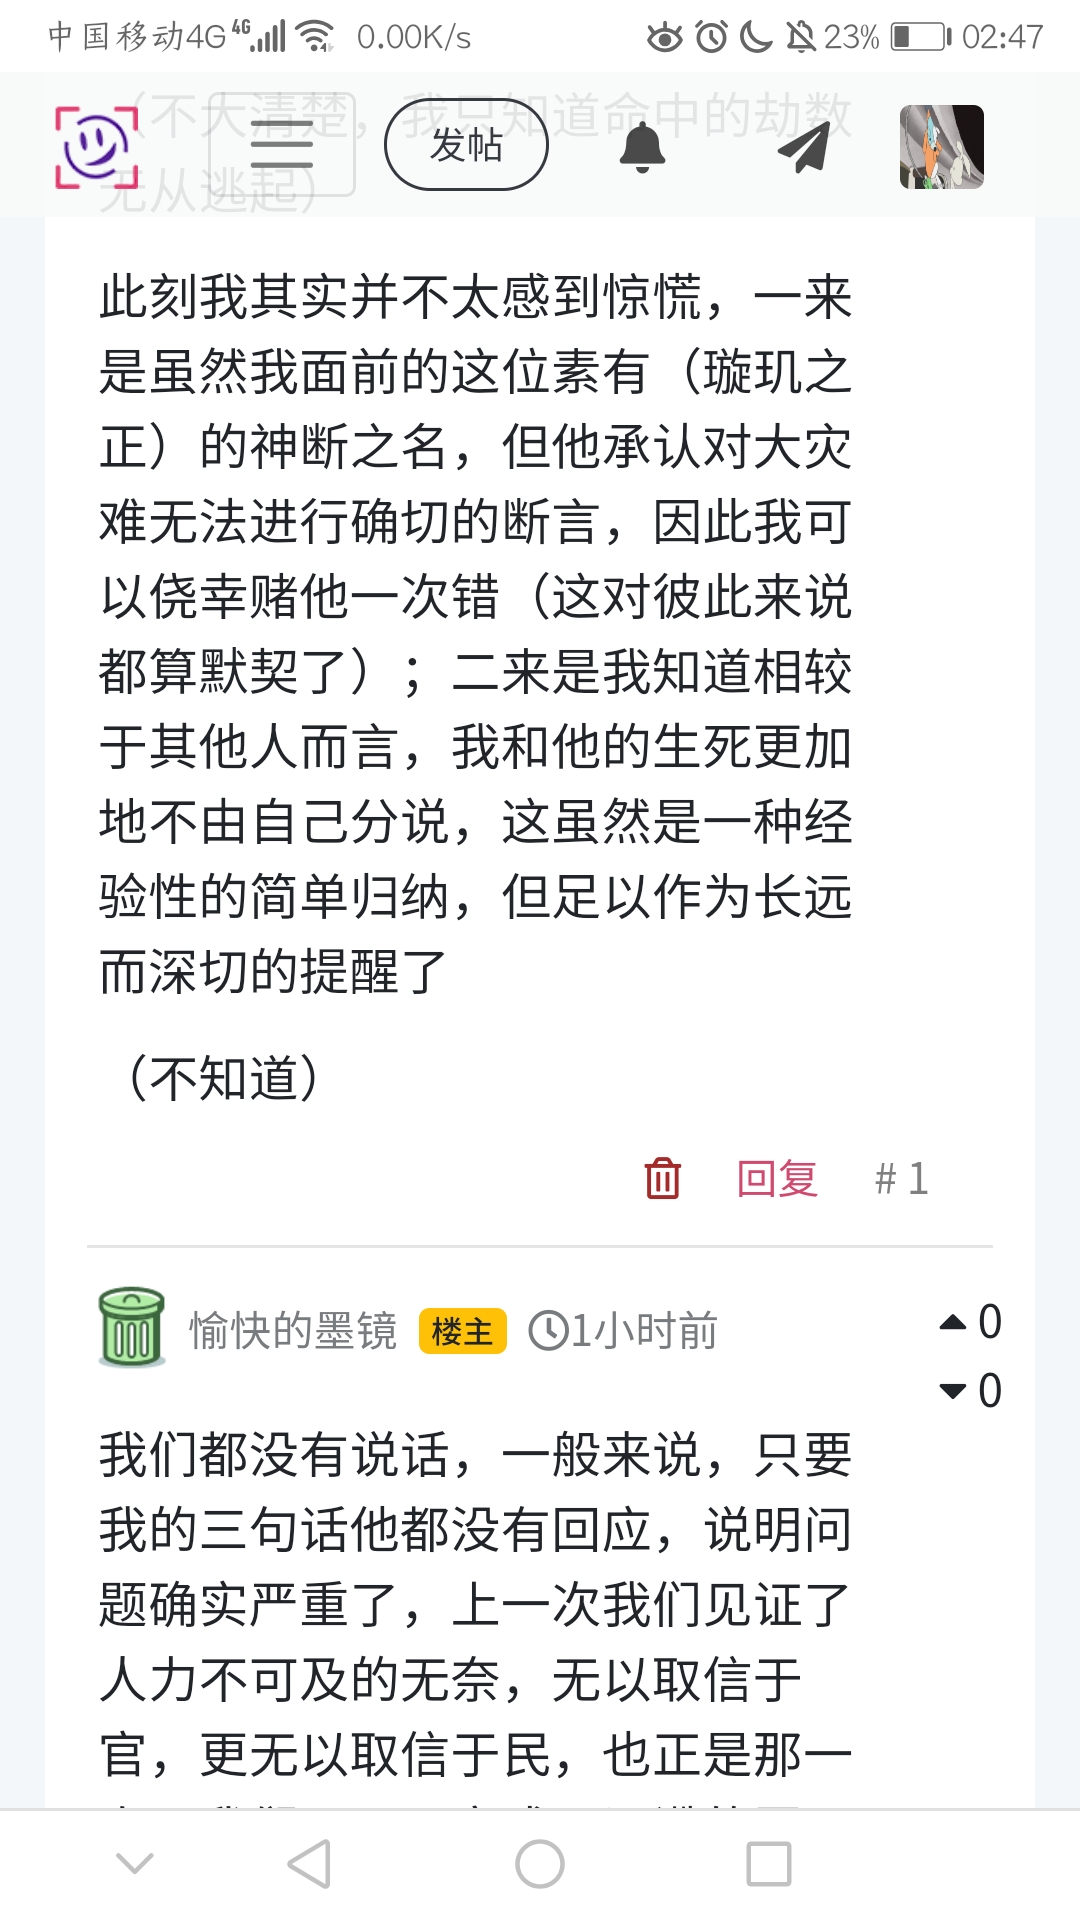 中国移动4G 4G 0.00K/s 23% 02:47
（不大清楚，我只知道命中的劫数
无从逃起）
发帖
此刻我其实并不太感到惊慌，一来
是虽然我面前的这位素有（璇玑之
正）的神断之名，但他承认对大灾
难无法进行确切的断言，因此我可
以侥幸赌他一次错（这对彼此来说
都算默契了）；二来是我知道相较
于其他人而言，我和他的生死更加
地不由自己分说，这虽然是一种经
验性的简单归纳，但足以作为长远
而深切的提醒了
（不知道）
回复 #1
愉快的墨镜 楼主 1小时前
0
0
我们都没有说话，一般来说，只要
我的三句话他都没有回应，说明问
题确实严重了，上一次我们见证了
人力不可及的无奈，无以取信于
官，更无以取信于民，也正是那一